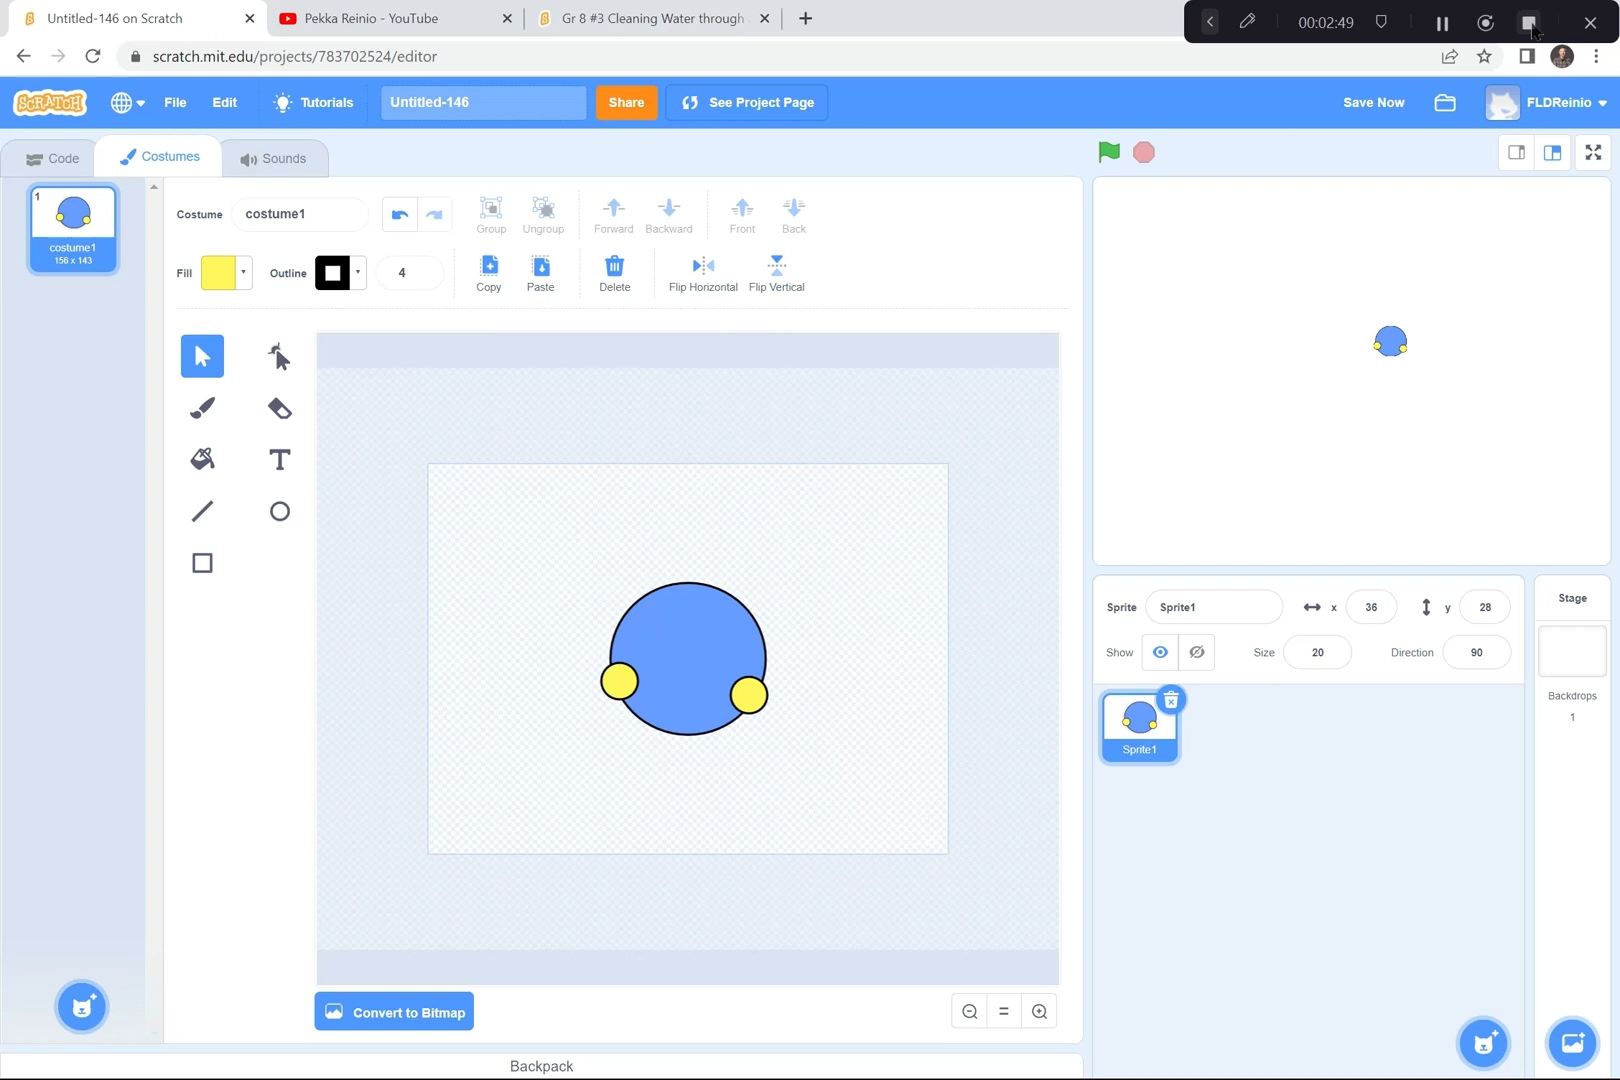 Untitled-146 on Scratch
Pekka Reinio - YouTube
Gr 8 #3 Cleaning Water through
00:02:49
scratch.mit.edu/projects/783702524/editor
SCRATCH
File
Edit
Tutorials
Untitled-146
Share
See Project Page
Save Now
FLDReinio
Code
Costumes
Sounds
1
costume1
156 x 143
Costume
costume1
Group
Ungroup
Forward
Backward
Front
Back
Fill
Outline
4
Copy
Paste
Delete
Flip Horizontal
Flip Vertical
T
Convert to Bitmap
=
Backpack
Sprite
Sprite1
x
36
y
28
Show
Size
20
Direction
90
Sprite1
Stage
Backdrops
1